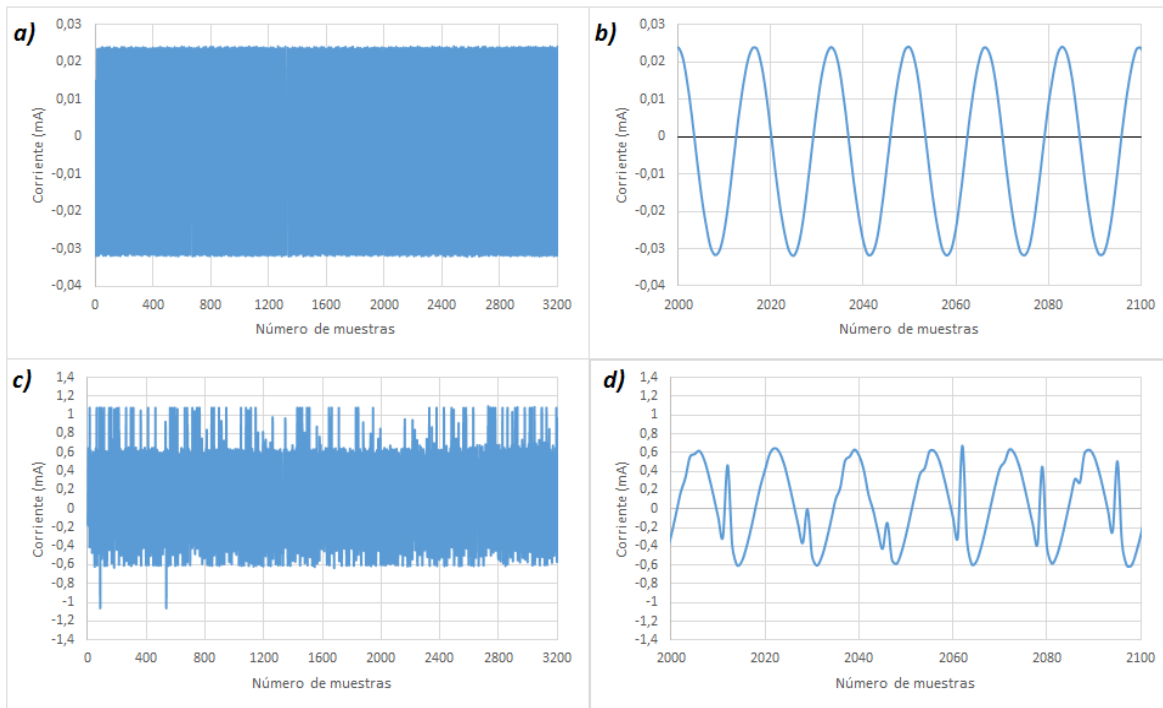 a)
0,03
0,02
0,01
0
-0,01
-0,02
-0,03
-0,04
Corriente (mA)
0 400 800 1200 1600 2000 2400 2800 3200
Número de muestras
b)
0,03
0,02
0,01
0
-0,01
-0,02
-0,03
-0,04
Corriente (mA)
2000 2020 2040 2060 2080 2100
Número de muestras
c)
1,4
1,2
1
0,8
0,6
0,4
0,2
0
-0,2
-0,4
-0,6
-0,8
-1
-1,2
-1,4
Corriente (mA)
0 400 800 1200 1600 2000 2400 2800 3200
Número de muestras
d)
1,4
1,2
1
0,8
0,6
0,4
0,2
0
-0,2
-0,4
-0,6
-0,8
-1
-1,2
-1,4
Corriente (mA)
2000 2020 2040 2060 2080 2100
Número de muestras